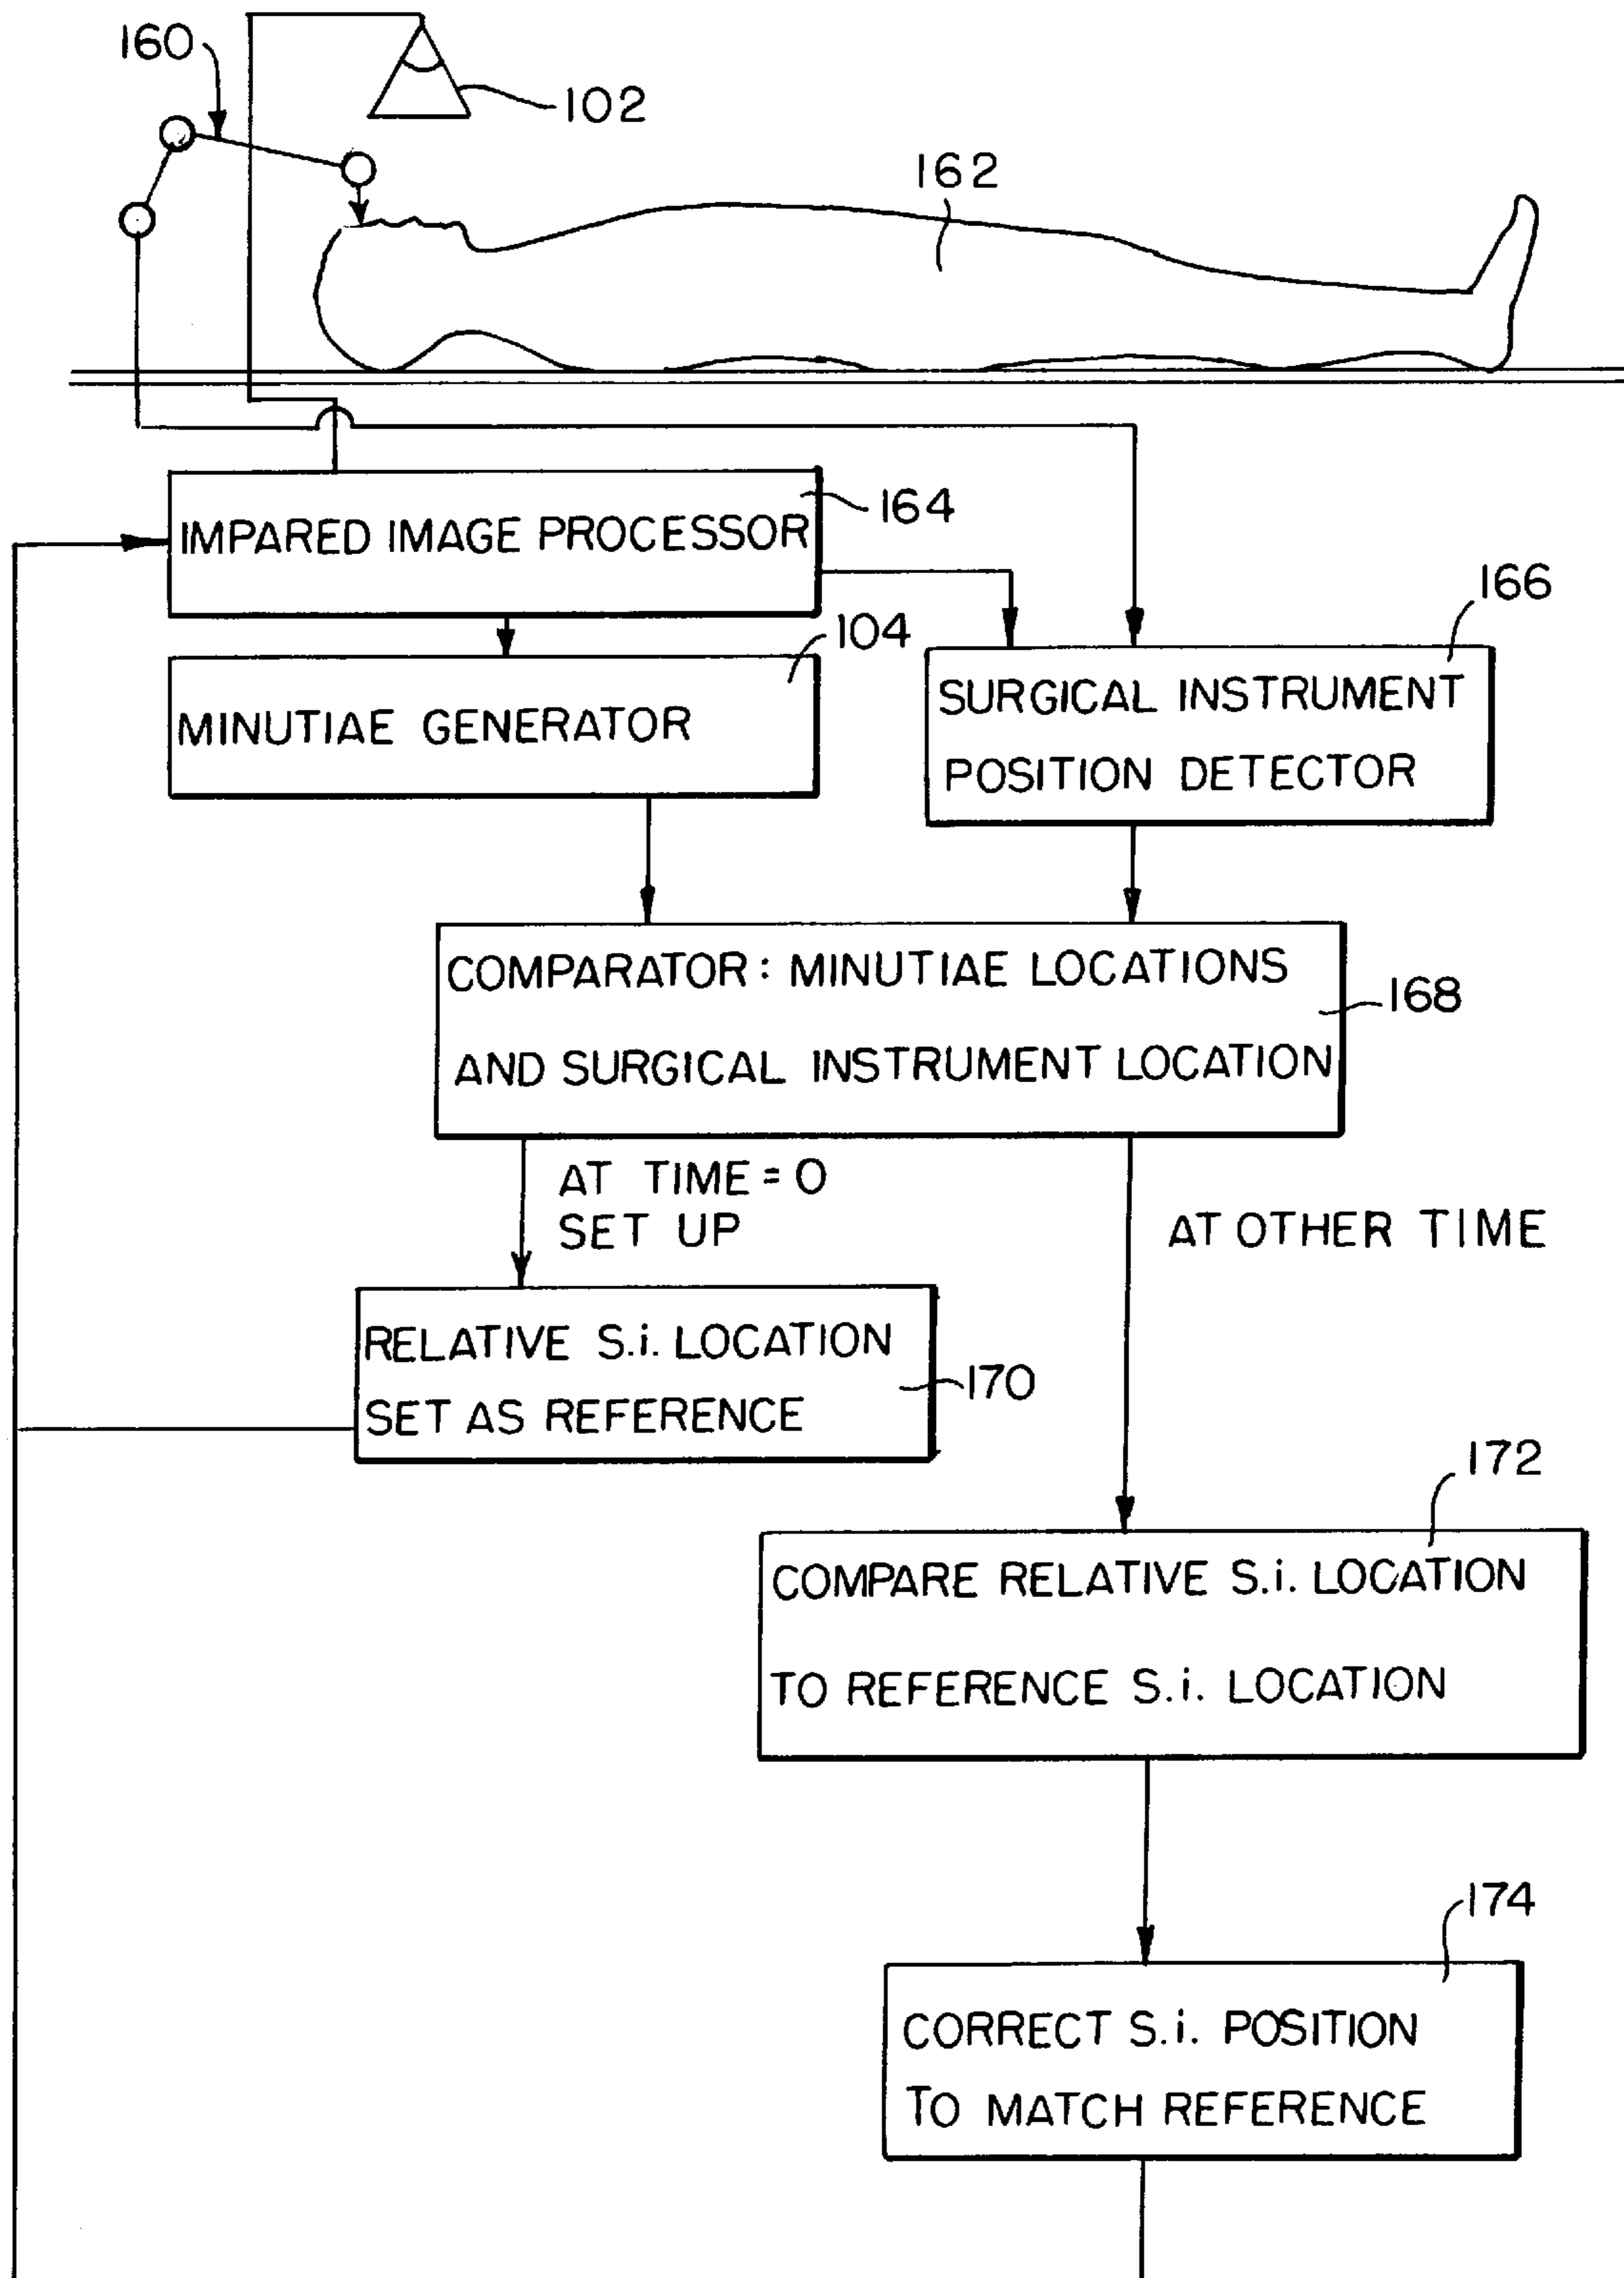 160
102
162
IMPARED IMAGE PROCESSOR
164
166
104
MINUTIAE GENERATOR
SURGICAL INSTRUMENT
POSITION DETECTOR
COMPARATOR: MINUTIAE LOCATIONS
AND SURGICAL INSTRUMENT LOCATION
168
AT TIME = 0
SET UP
AT OTHER TIME
RELATIVE S.i. LOCATION
SET AS REFERENCE
170
172
COMPARE RELATIVE S.i. LOCATION
TO REFERENCE S.i. LOCATION
174
CORRECT S.i. POSITION
TO MATCH REFERENCE